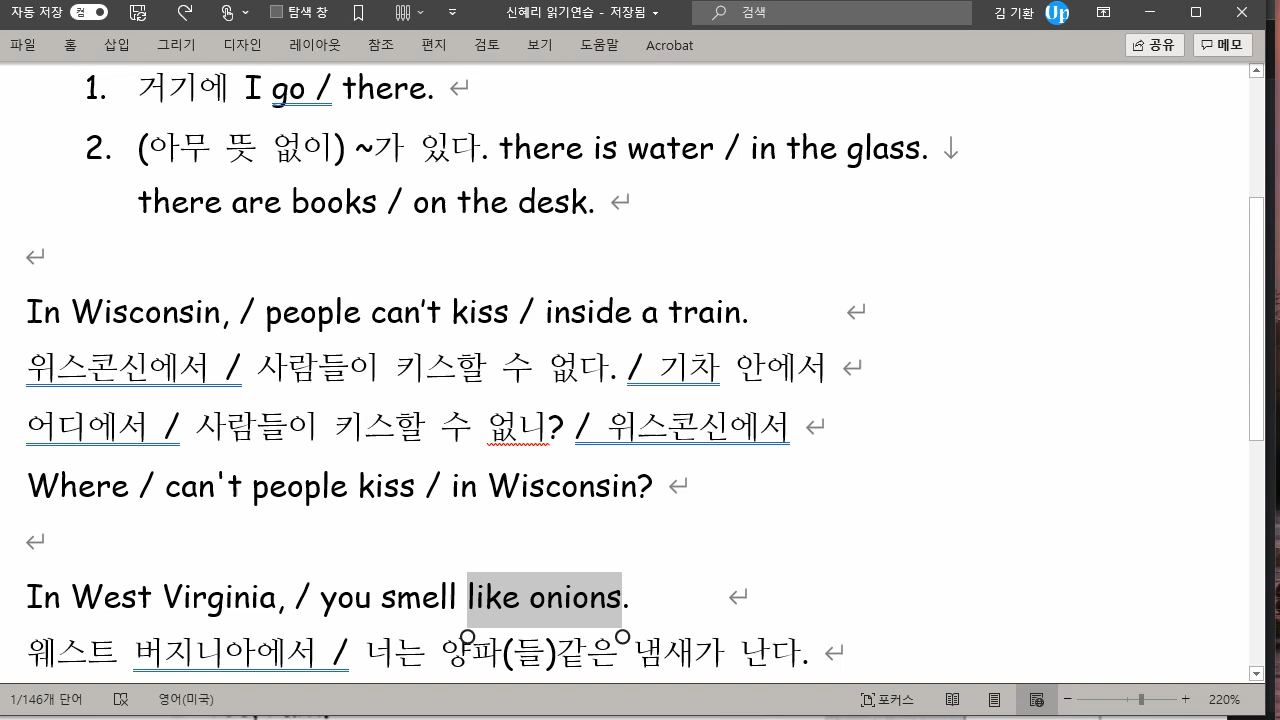 자동 저장 컴 탐색 창 신혜리 읽기연습 - 저장됨 검색 김 기환 Up
파일 홈 삽입 그리기 디자인 레이아웃 참조 편지 검토 보기 도움말 Acrobat 공유 메모
1. 거기에 I go / there.
2. (아무 뜻 없이) ~가 있다. there is water / in the glass.
there are books / on the desk.
In Wisconsin, / people can’t kiss / inside a train.
위스콘신에서 / 사람들이 키스할 수 없다. / 기차 안에서
어디에서 / 사람들이 키스할 수 없니? / 위스콘신에서
Where / can't people kiss / in Wisconsin?
In West Virginia, / you smell like onions.
웨스트 버지니아에서 / 너는 양파(들)같은 냄새가 난다.
1/146개 단어 영어(미국) 포커스 220%